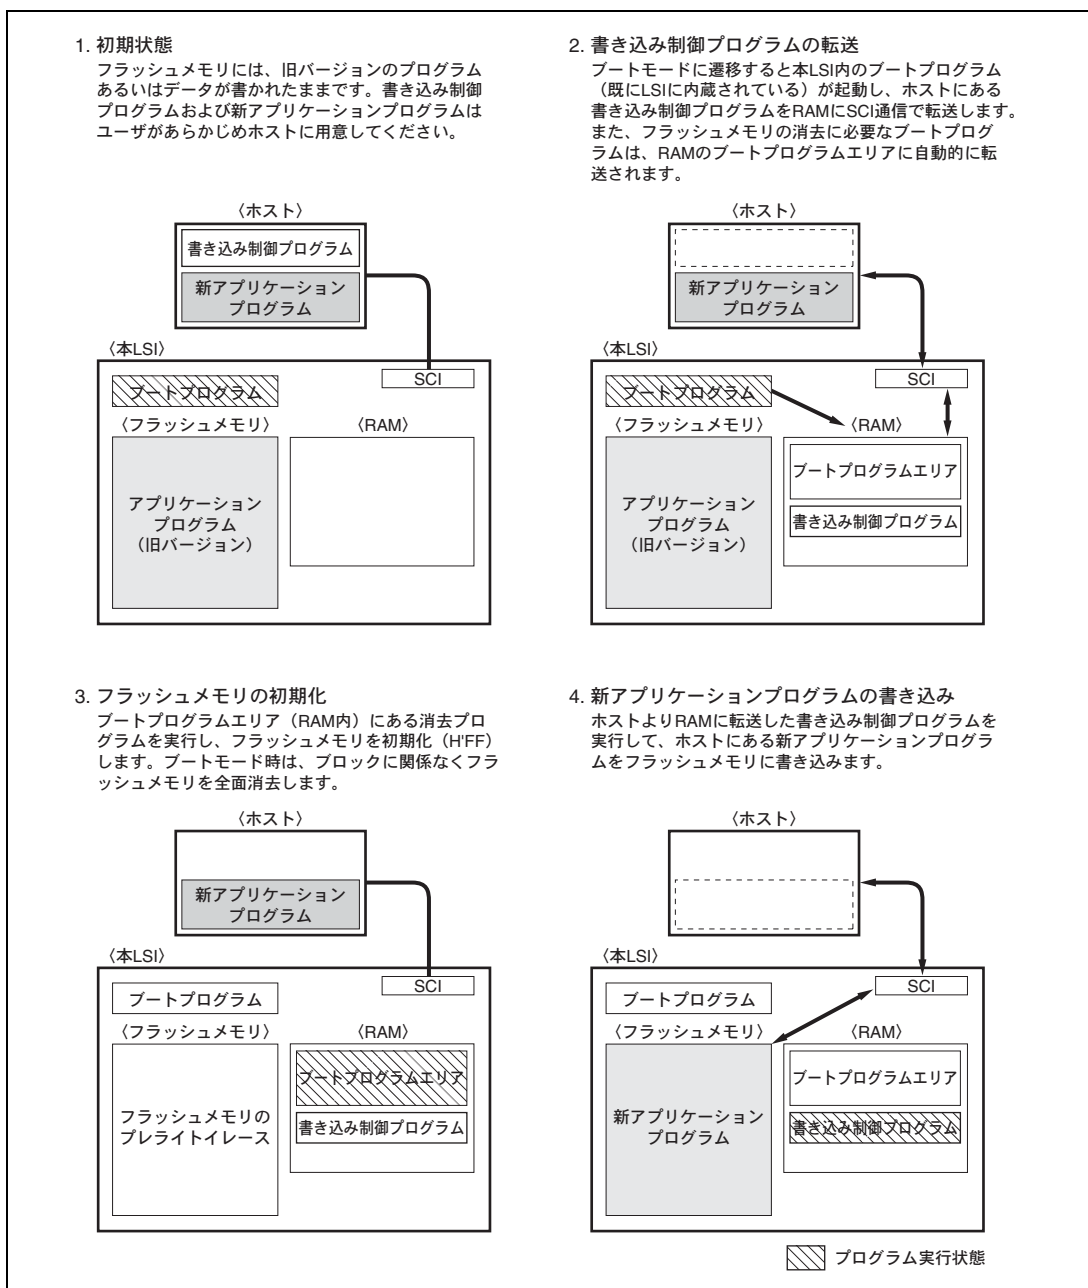 1. 初期状態
フラッシュメモリには、旧バージョンのプログラム
あるいはデータが書かれたままです。書き込み制御
プログラムおよび新アプリケーションプログラムは
ユーザがあらかじめホストに用意してください。
〈ホスト〉
書き込み制御プログラム
新アプリケーション
プログラム
〈本LSI〉
SCI
ブートプログラム
〈フラッシュメモリ〉
〈RAM〉
アプリケーション
プログラム
（旧バージョン）
2. 書き込み制御プログラムの転送
ブートモードに遷移すると本LSI内のブートプログラム
（既にLSIに内蔵されている）が起動し、ホストにある
書き込み制御プログラムをRAMにSCI通信で転送します。
また、フラッシュメモリの消去に必要なブートプログ
ラムは、RAMのブートプログラムエリアに自動的に転
送されます。
〈ホスト〉
新アプリケーション
プログラム
〈本LSI〉
SCI
ブートプログラム
〈フラッシュメモリ〉
〈RAM〉
ブートプログラムエリア
アプリケーション
プログラム
（旧バージョン）
書き込み制御プログラム
3. フラッシュメモリの初期化
ブートプログラムエリア（RAM内）にある消去プロ
グラムを実行し、フラッシュメモリを初期化（H'FF）
します。ブートモード時は、ブロックに関係なくフラ
ッシュメモリを全面消去します。
〈ホスト〉
新アプリケーション
プログラム
〈本LSI〉
SCI
ブートプログラム
〈フラッシュメモリ〉
〈RAM〉
ブートプログラムエリア
フラッシュメモリの
プレライトイレース
書き込み制御プログラム
4. 新アプリケーションプログラムの書き込み
ホストよりRAMに転送した書き込み制御プログラムを
実行して、ホストにある新アプリケーションプログラ
ムをフラッシュメモリに書き込みます。
〈ホスト〉
〈本LSI〉
SCI
ブートプログラム
〈フラッシュメモリ〉
〈RAM〉
ブートプログラムエリア
新アプリケーション
プログラム
書き込み制御プログラム
プログラム実行状態